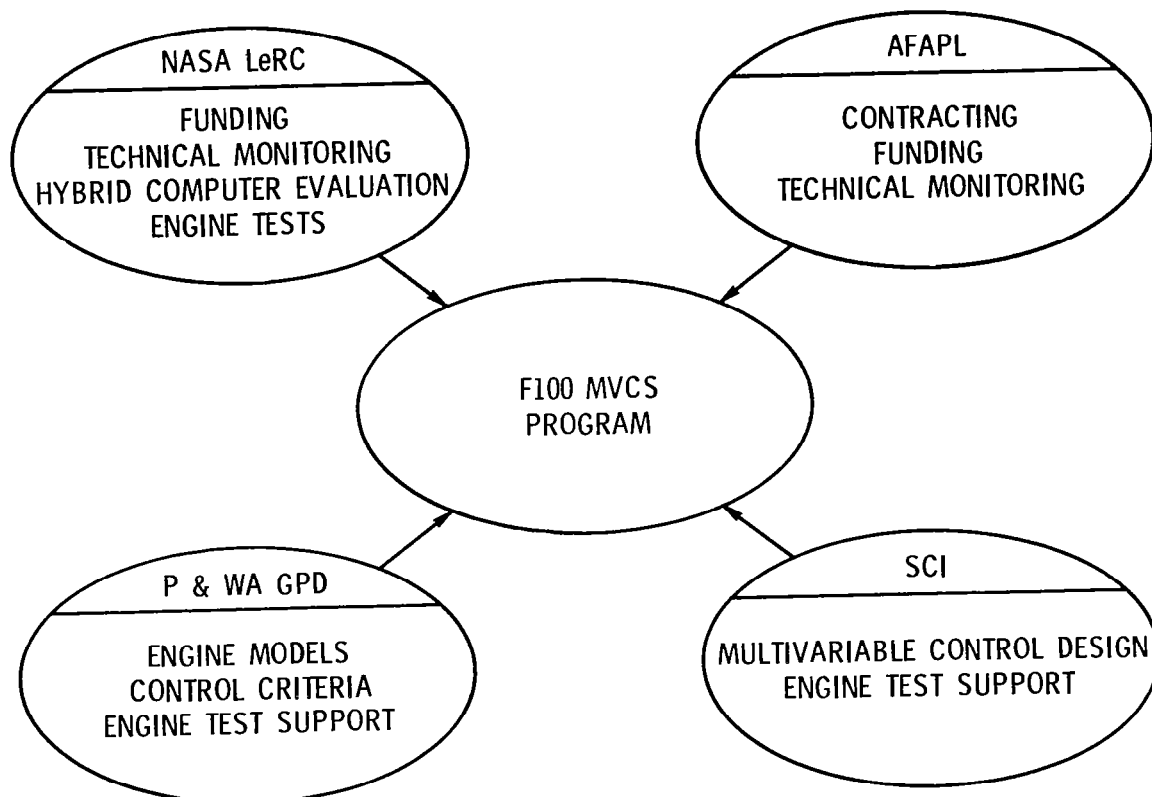 NASA LeRC
FUNDING
TECHNICAL MONITORING
HYBRID COMPUTER EVALUATION
ENGINE TESTS
AFAPL
CONTRACTING
FUNDING
TECHNICAL MONITORING
F100 MVCS
PROGRAM
P & WA GPD
ENGINE MODELS
CONTROL CRITERIA
ENGINE TEST SUPPORT
SCI
MULTIVARIABLE CONTROL DESIGN
ENGINE TEST SUPPORT